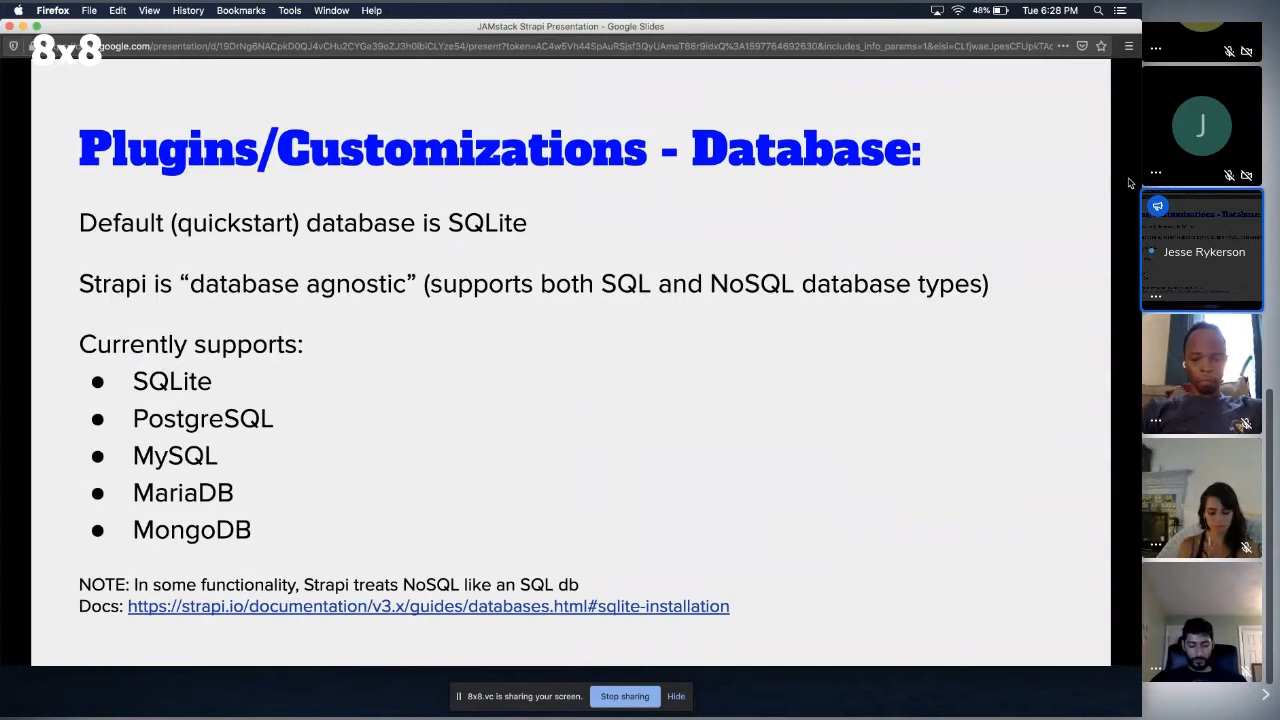 Firefox File Edit View History Bookmarks Tools Window Help 48% Tue 6:28 PM
JAMstack Strapi Presentation - Google Slides
8x8
Plugins/Customizations - Database:
Default (quickstart) database is SQLite
Strapi is “database agnostic” (supports both SQL and NoSQL database types)
Currently supports:
● SQLite
● PostgreSQL
● MySQL
● MariaDB
● MongoDB
NOTE: In some functionality, Strapi treats NoSQL like an SQL db
Docs: https://strapi.io/documentation/v3.x/guides/databases.html#sqlite-installation
J
Jesse Rykerson
8x8.vc is sharing your screen. Stop sharing Hide